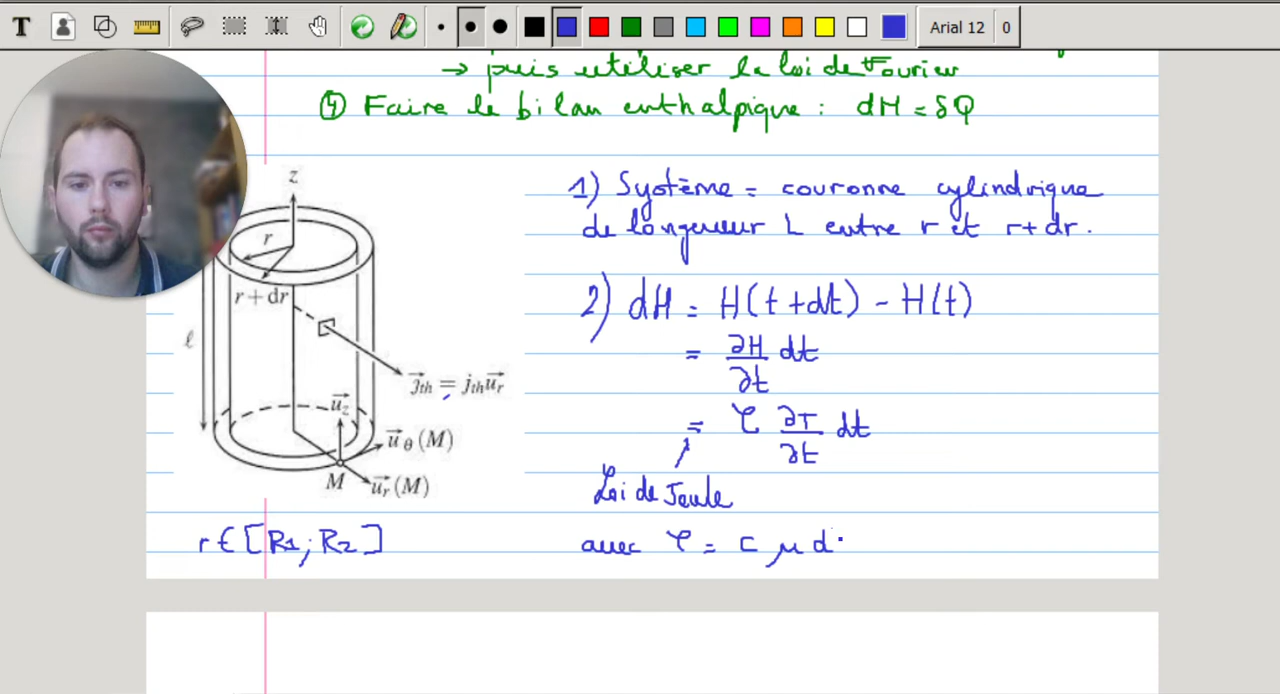 T
Arial 12
0
→ puis utiliser la loi de Fourier
④ Faire le bilan enthalpique : dH = δQ
z
r
r + dr
ℓ
j⃗th = jth u⃗r
u⃗z
u⃗θ (M)
M
u⃗r (M)
r ∈ [R1 ; R2]
1) Système = couronne cylindrique
de longueur L entre r et r+dr.
2) dH = H(t+dt) - H(t)
= ∂H/∂t dt
= C ∂T/∂t dt
Loi de Joule
avec C = c μ d